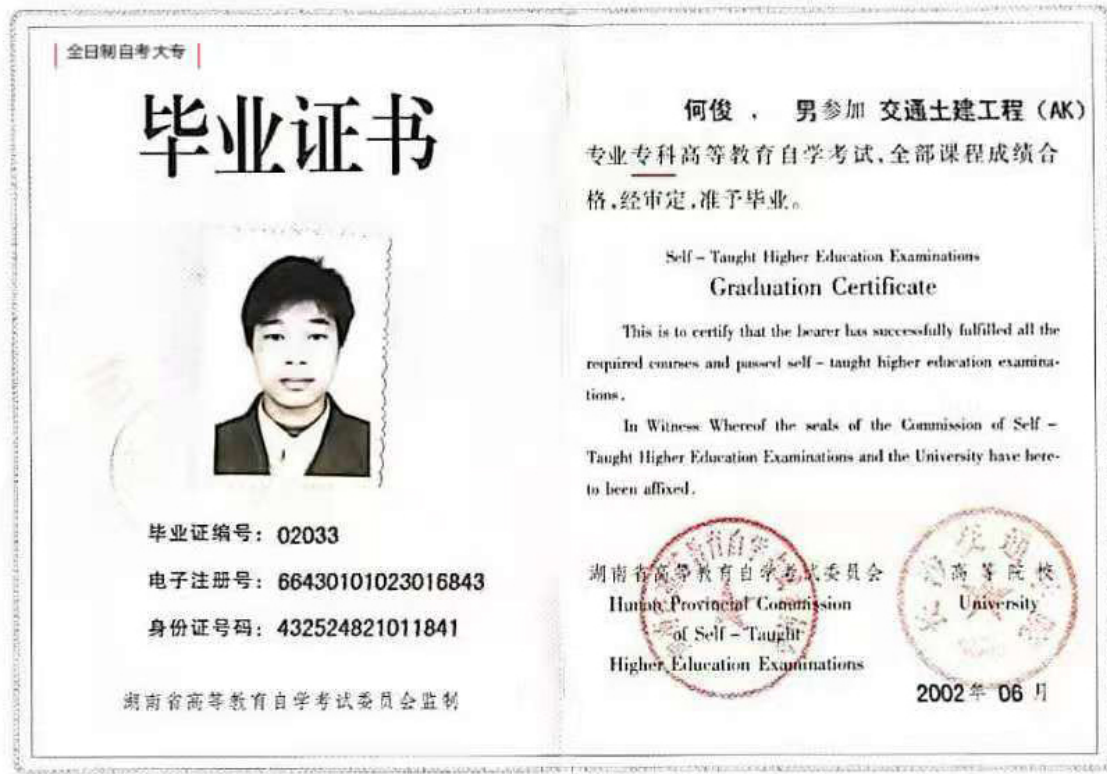 全日制自考大专
毕业证书
毕业证编号：02033
电子注册号：66430101023016843
身份证号码：432524821011841
湖南省高等教育自学考试委员会监制
何俊 ， 男参加 交通土建工程（AK）
专业专科高等教育自学考试,全部课程成绩合
格,经审定,准予毕业。
Self - Taught Higher Education Examinations
Graduation Certificate
This is to certify that the bearer has successfully fulfilled all the
required courses and passed self - taught higher education examina-
tions.
In Witness Whereof the seals of the Commission of Self -
Taught Higher Education Examinations and the University have here-
to been affixed.
湖南省高等教育自学考试委员会
Hunan Provincial Commission
of Self - Taught
Higher Education Examinations
高等院校
University
2002年 06 月